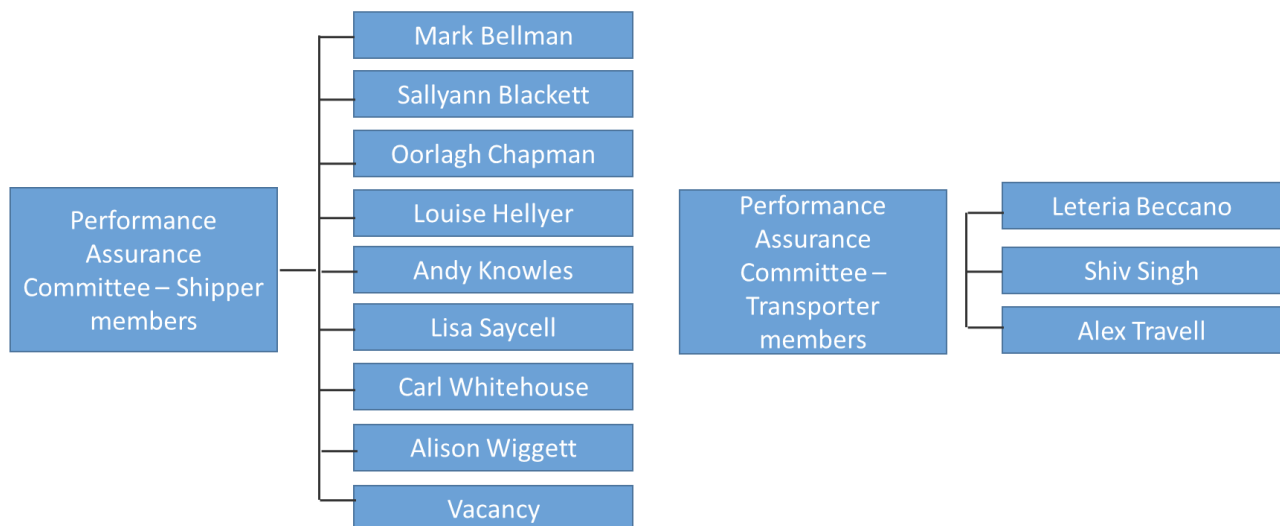 Performance
Assurance
Committee – Shipper
members
Mark Bellman
Sallyann Blackett
Oorlagh Chapman
Louise Hellyer
Andy Knowles
Lisa Saycell
Carl Whitehouse
Alison Wiggett
Vacancy
Performance
Assurance
Committee –
Transporter
members
Leteria Beccano
Shiv Singh
Alex Travell